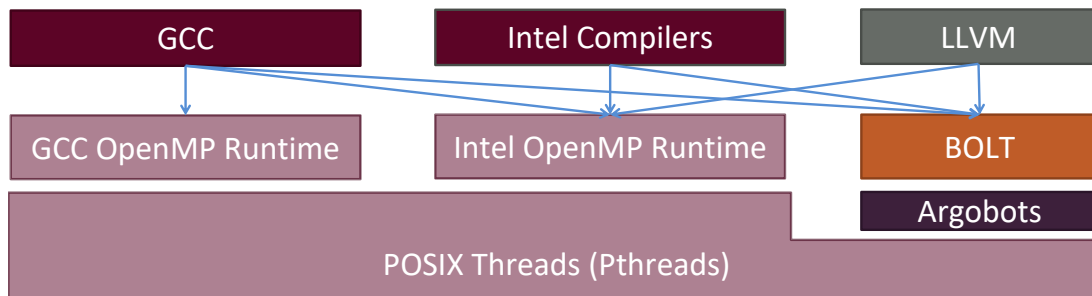 GCC
Intel Compilers
LLVM
GCC OpenMP Runtime
Intel OpenMP Runtime
BOLT
Argobots
POSIX Threads (Pthreads)